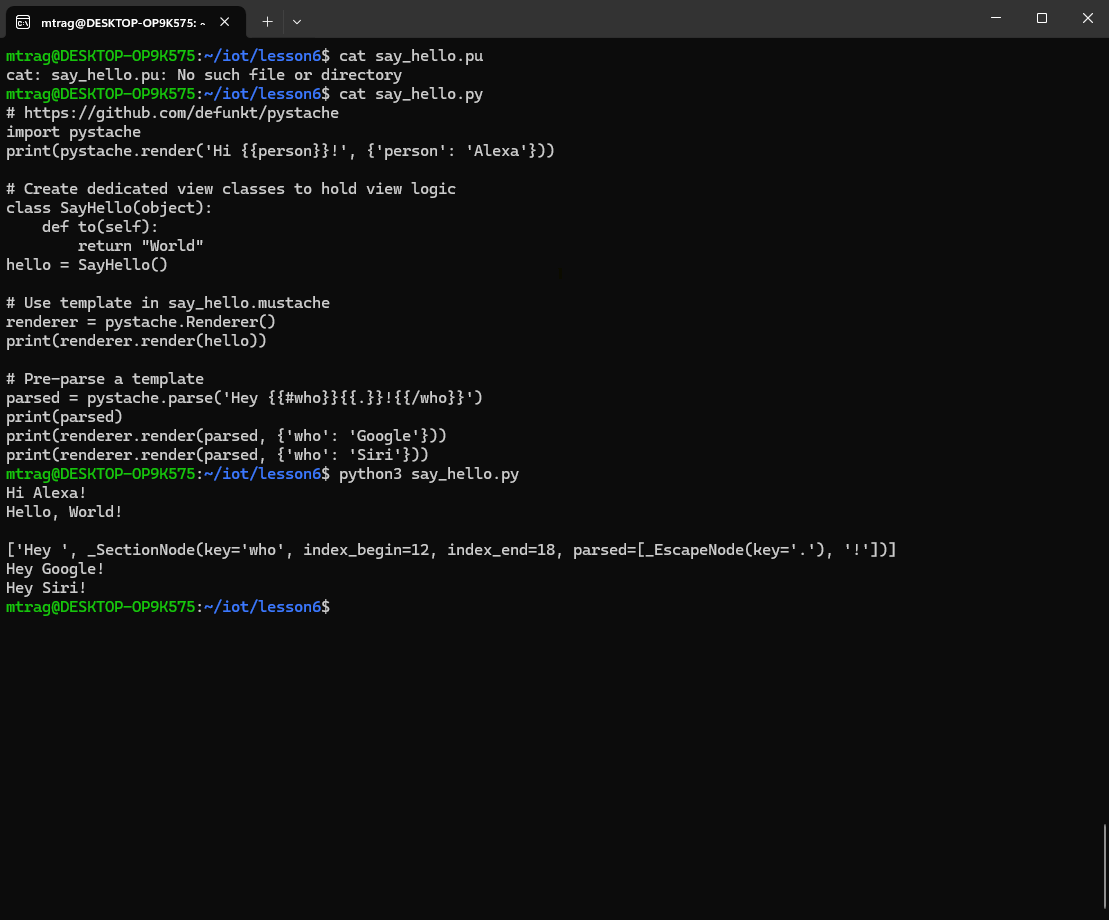 mtrag@DESKTOP-OP9K575: ~
mtrag@DESKTOP-OP9K575:~/iot/lesson6$ cat say_hello.pu
cat: say_hello.pu: No such file or directory
mtrag@DESKTOP-OP9K575:~/iot/lesson6$ cat say_hello.py
# https://github.com/defunkt/pystache
import pystache
print(pystache.render('Hi {{person}}!', {'person': 'Alexa'}))

# Create dedicated view classes to hold view logic
class SayHello(object):
    def to(self):
        return "World"
hello = SayHello()

# Use template in say_hello.mustache
renderer = pystache.Renderer()
print(renderer.render(hello))

# Pre-parse a template
parsed = pystache.parse('Hey {{#who}}{{.}}!{{/who}}')
print(parsed)
print(renderer.render(parsed, {'who': 'Google'}))
print(renderer.render(parsed, {'who': 'Siri'}))
mtrag@DESKTOP-OP9K575:~/iot/lesson6$ python3 say_hello.py
Hi Alexa!
Hello, World!

['Hey ', _SectionNode(key='who', index_begin=12, index_end=18, parsed=[_EscapeNode(key='.'), '!'])]
Hey Google!
Hey Siri!
mtrag@DESKTOP-OP9K575:~/iot/lesson6$